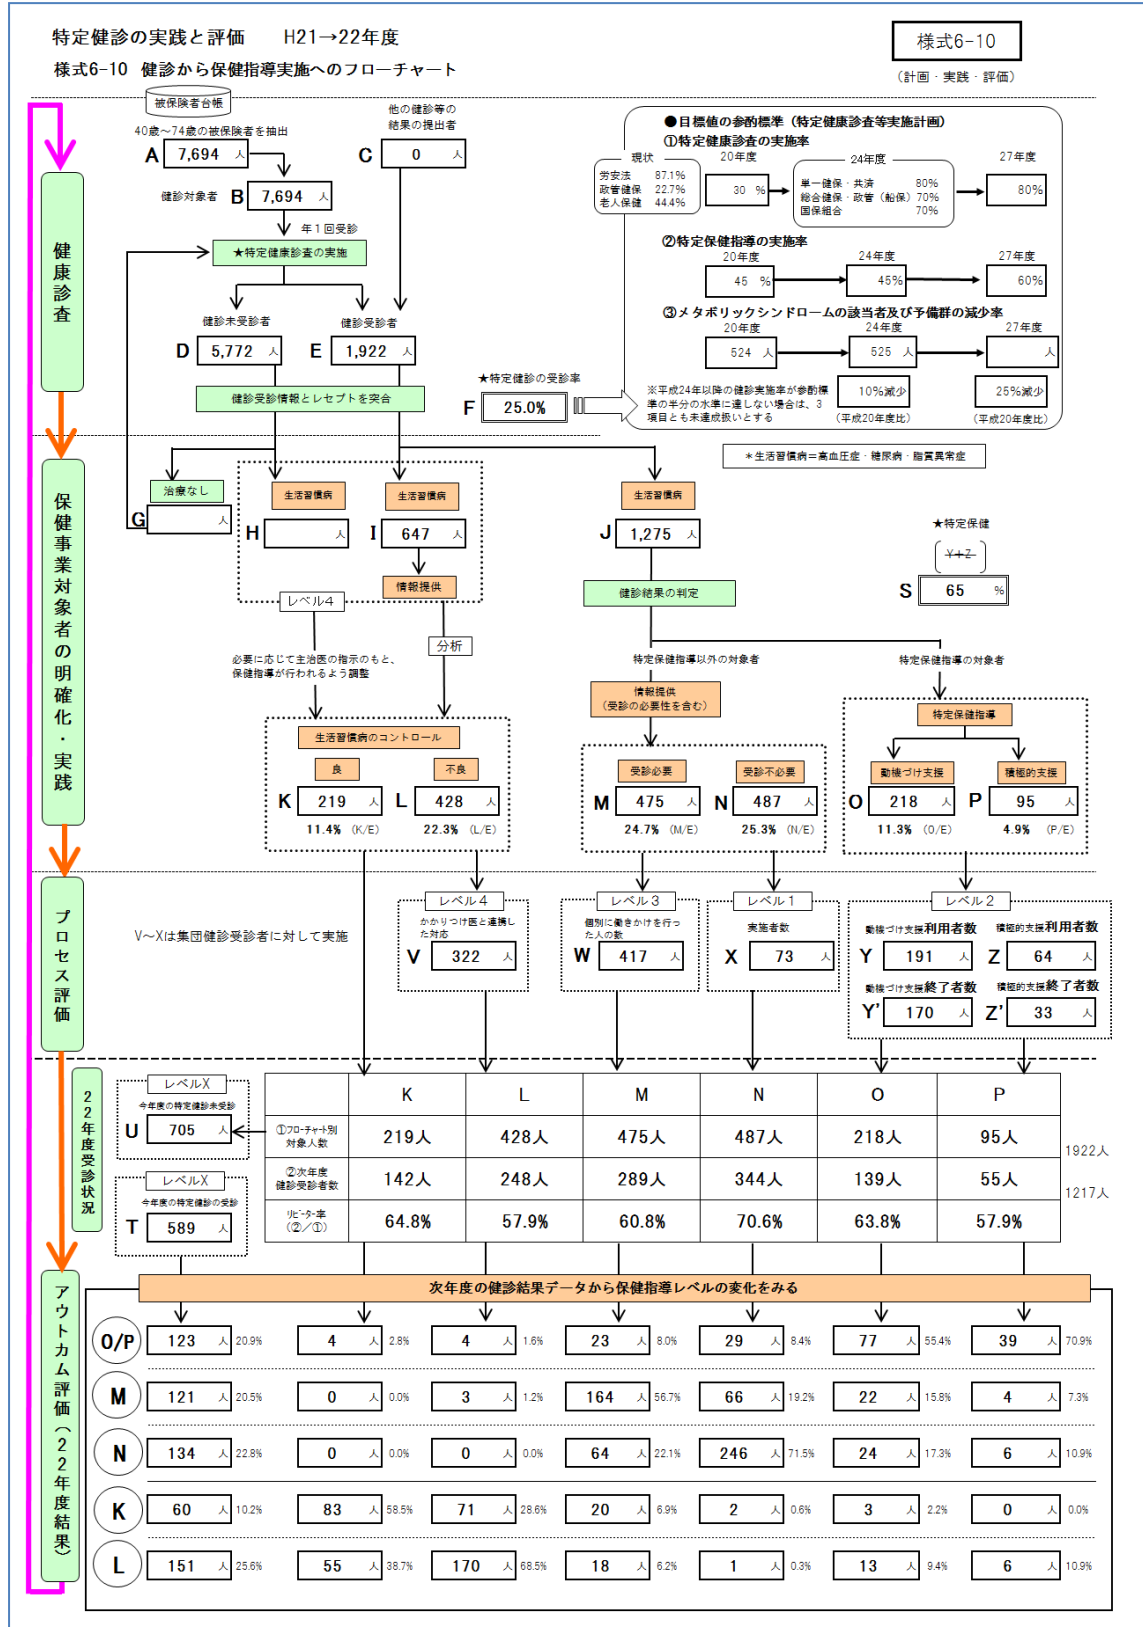 特定健診の実践と評価　　H21→22年度
様式6-10
様式6-10 健診から保健指導実施へのフローチャート
(計画・実践・評価)
被保険者台帳
40歳～74歳の被保険者を抽出
A 7,694 人
他の健診等の
結果の提出者
C 0 人
健診対象者 B 7,694 人
年1回受診
★特定健康診査の実施
健診未受診者
D 5,772 人
健診受診者
E 1,922 人
健診受診情報とレセプトを突合
★特定健診の受診率
F 25.0%
●目標値の参酌標準（特定健康診査等実施計画）
①特定健康診査の実施率
現状
労安法 87.1%
政管健保 22.7%
老人保健 44.4%
20年度
30 %
24年度
単一健保・共済 80%
総合健保・政管（船保）70%
国保組合 70%
27年度
80%
②特定保健指導の実施率
20年度 24年度 27年度
45 % 45% 60%
③メタボリックシンドロームの該当者及び予備群の減少率
20年度 24年度 27年度
524 人 525 人 人
※平成24年以降の健診実施率が参酌標
準の半分の水準に達しない場合は、3
項目とも未達成扱いとする
10%減少 25%減少
(平成20年度比) (平成20年度比)
健康診査
＊生活習慣病＝高血圧症・糖尿病・脂質異常症
治療なし
G 人
生活習慣病
H 人
生活習慣病
I 647 人
情報提供
レベル4
生活習慣病
J 1,275 人
健診結果の判定
★特定保健
Y+Z
S 65 %
必要に応じて主治医の指示のもと、
保健指導が行われるよう調整
分析
特定保健指導以外の対象者
特定保健指導の対象者
情報提供
(受診の必要性を含む)
特定保健指導
生活習慣病のコントロール
良 不良
K 219 人 L 428 人
11.4% (K/E) 22.3% (L/E)
受診必要 受診不必要
M 475 人 N 487 人
24.7% (M/E) 25.3% (N/E)
動機づけ支援 積極的支援
O 218 人 P 95 人
11.3% (O/E) 4.9% (P/E)
保健事業対象者の明確化・実践
V～Xは集団健診受診者に対して実施
レベル4
かかりつけ医と連携し
た対応
V 322 人
レベル3
個別に働きかけを行っ
た人の数
W 417 人
レベル1
実施者数
X 73 人
レベル2
動機づけ支援利用者数 積極的支援利用者数
Y 191 人 Z 64 人
動機づけ支援終了者数 積極的支援終了者数
Y' 170 人 Z' 33 人
プロセス評価
22年度受診状況
レベルX
今年度の特定健診未受診
U 705 人
レベルX
今年度の特定健診の受診
T 589 人
K L M N O P
①フローチャート別
対象人数
219人 428人 475人 487人 218人 95人
1922人
②次年度
健診受診者数
142人 248人 289人 344人 139人 55人
1217人
リピーター率
(②/①)
64.8% 57.9% 60.8% 70.6% 63.8% 57.9%
次年度の健診結果データから保健指導レベルの変化をみる
O/P 123 人 20.9% 4 人 2.8% 4 人 1.6% 23 人 8.0% 29 人 8.4% 77 人 55.4% 39 人 70.9%
M 121 人 20.5% 0 人 0.0% 3 人 1.2% 164 人 56.7% 66 人 19.2% 22 人 15.8% 4 人 7.3%
N 134 人 22.8% 0 人 0.0% 0 人 0.0% 64 人 22.1% 246 人 71.5% 24 人 17.3% 6 人 10.9%
K 60 人 10.2% 83 人 58.5% 71 人 28.6% 20 人 6.9% 2 人 0.6% 3 人 2.2% 0 人 0.0%
L 151 人 25.6% 55 人 38.7% 170 人 68.5% 18 人 6.2% 1 人 0.3% 13 人 9.4% 6 人 10.9%
アウトカム評価（22年度結果）